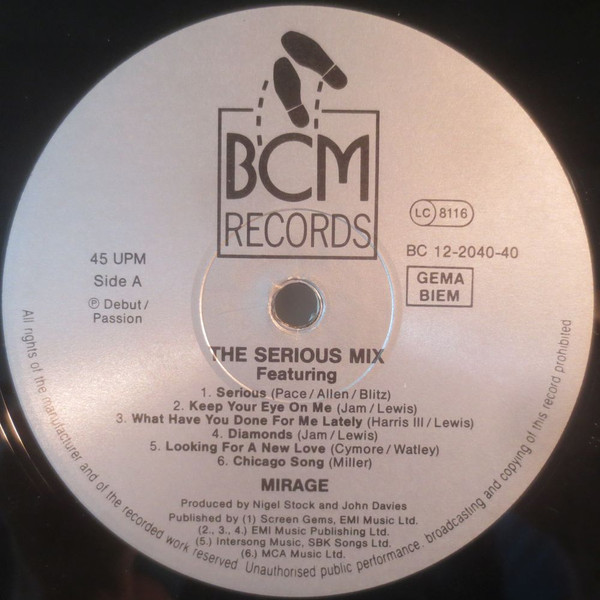 BCM
RECORDS
LC 8116
45 UPM
BC 12-2040-40
Side A
GEMA
BIEM
℗ Debut/
Passion
THE SERIOUS MIX
Featuring
1. Serious (Pace/Allen/Blitz)
2. Keep Your Eye On Me (Jam/Lewis)
3. What Have You Done For Me Lately (Harris III/Lewis)
4. Diamonds (Jam/Lewis)
5. Looking For A New Love (Cymore/Watley)
6. Chicago Song (Miller)
MIRAGE
Produced by Nigel Stock and John Davies
Published by (1) Screen Gems, EMI Music Ltd.
(2., 3., 4.) EMI Music Publishing Ltd.
(5.) Intersong Music, SBK Songs Ltd.
(6.) MCA Music Ltd.
All rights of the manufacturer and of the recorded work reserved. Unauthorised public performance, broadcasting and copying of this record prohibited